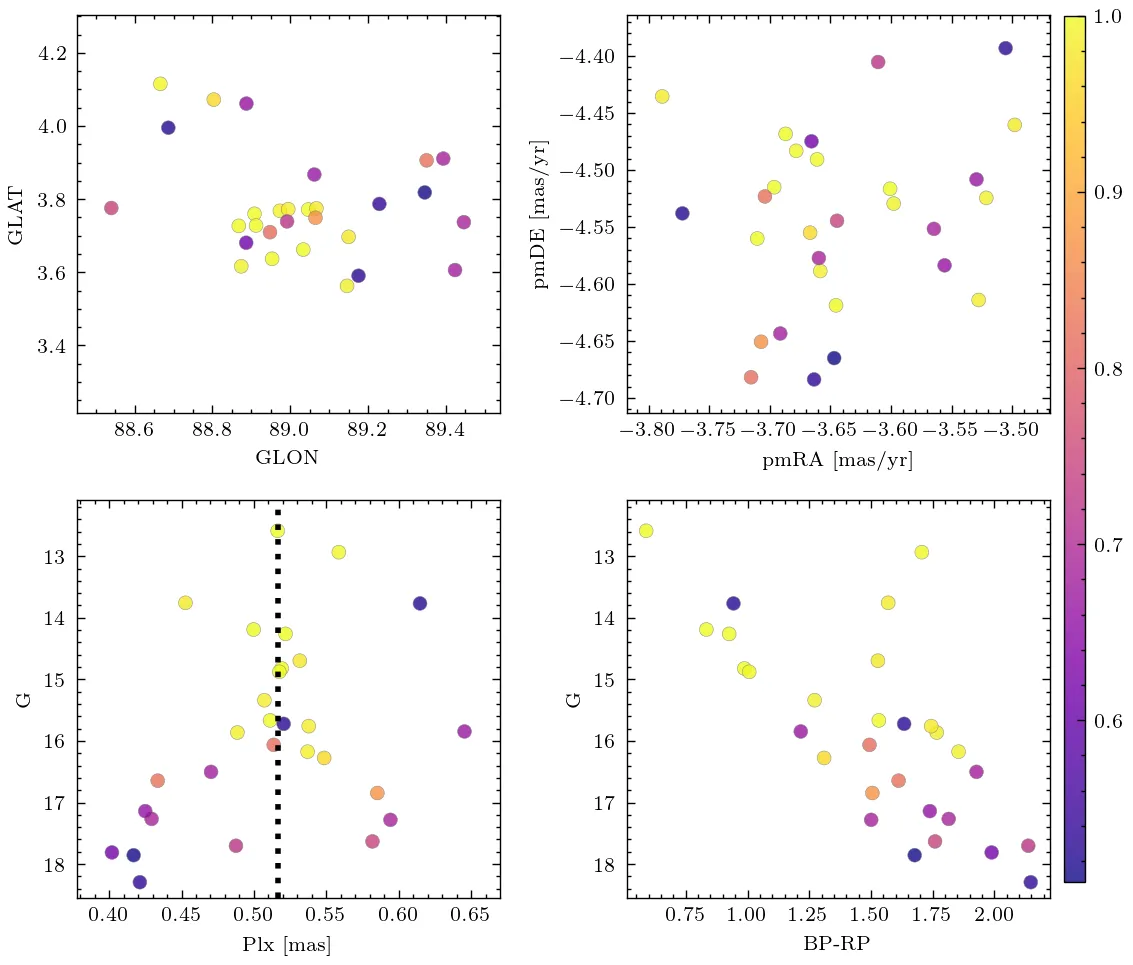 4.2
4.0
3.8
3.6
3.4
GLAT
88.6 88.8 89.0 89.2 89.4
GLON
−4.40
−4.45
−4.50
−4.55
−4.60
−4.65
−4.70
pmDE [mas/yr]
−3.80 −3.75 −3.70 −3.65 −3.60 −3.55 −3.50
pmRA [mas/yr]
1.0
0.9
0.8
0.7
0.6
13
14
15
16
17
18
G
0.40 0.45 0.50 0.55 0.60 0.65
Plx [mas]
13
14
15
16
17
18
G
0.75 1.00 1.25 1.50 1.75 2.00
BP-RP